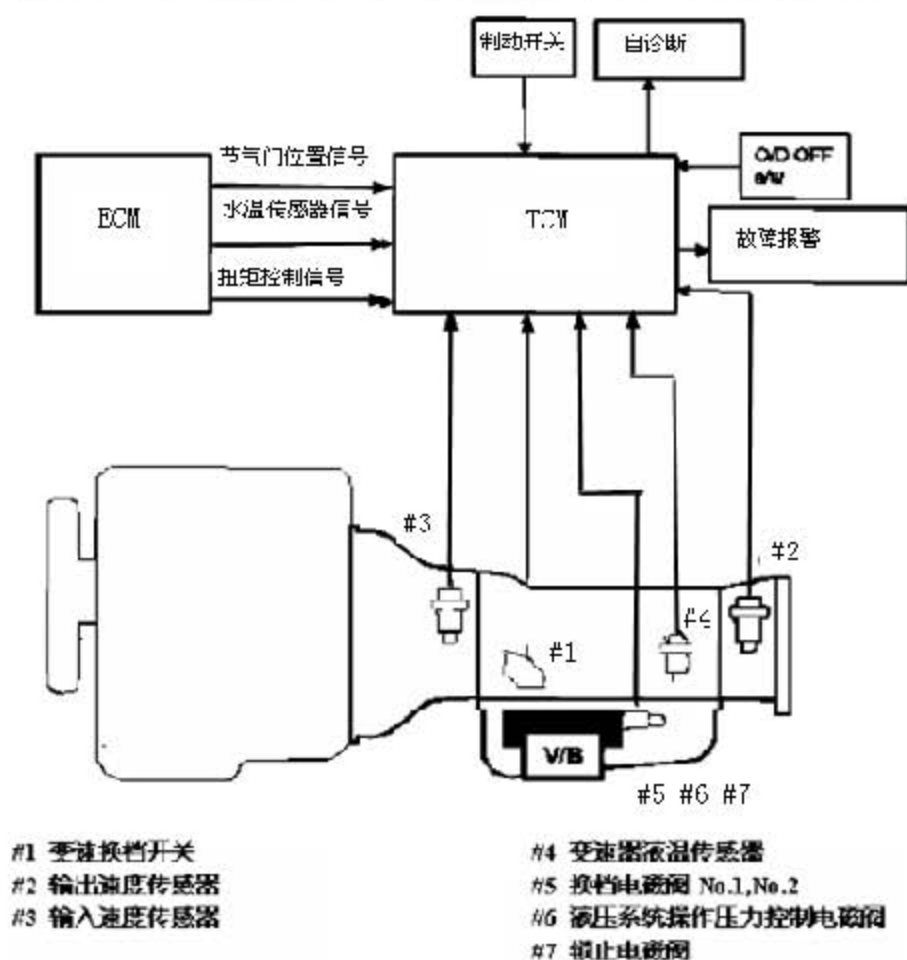 制动开关
自诊断
节气门位置信号
O/D OFF
s/w
ECM
水温传感器信号
TCM
故障报警
扭矩控制信号
#3
#2
#4
#1
V/B
#5 #6 #7
#1 变速换档开关
#2 输出速度传感器
#3 输入速度传感器
#4 变速器液温传感器
#5 换档电磁阀 No.1,No.2
#6 液压系统操作压力控制电磁阀
#7 锁止电磁阀